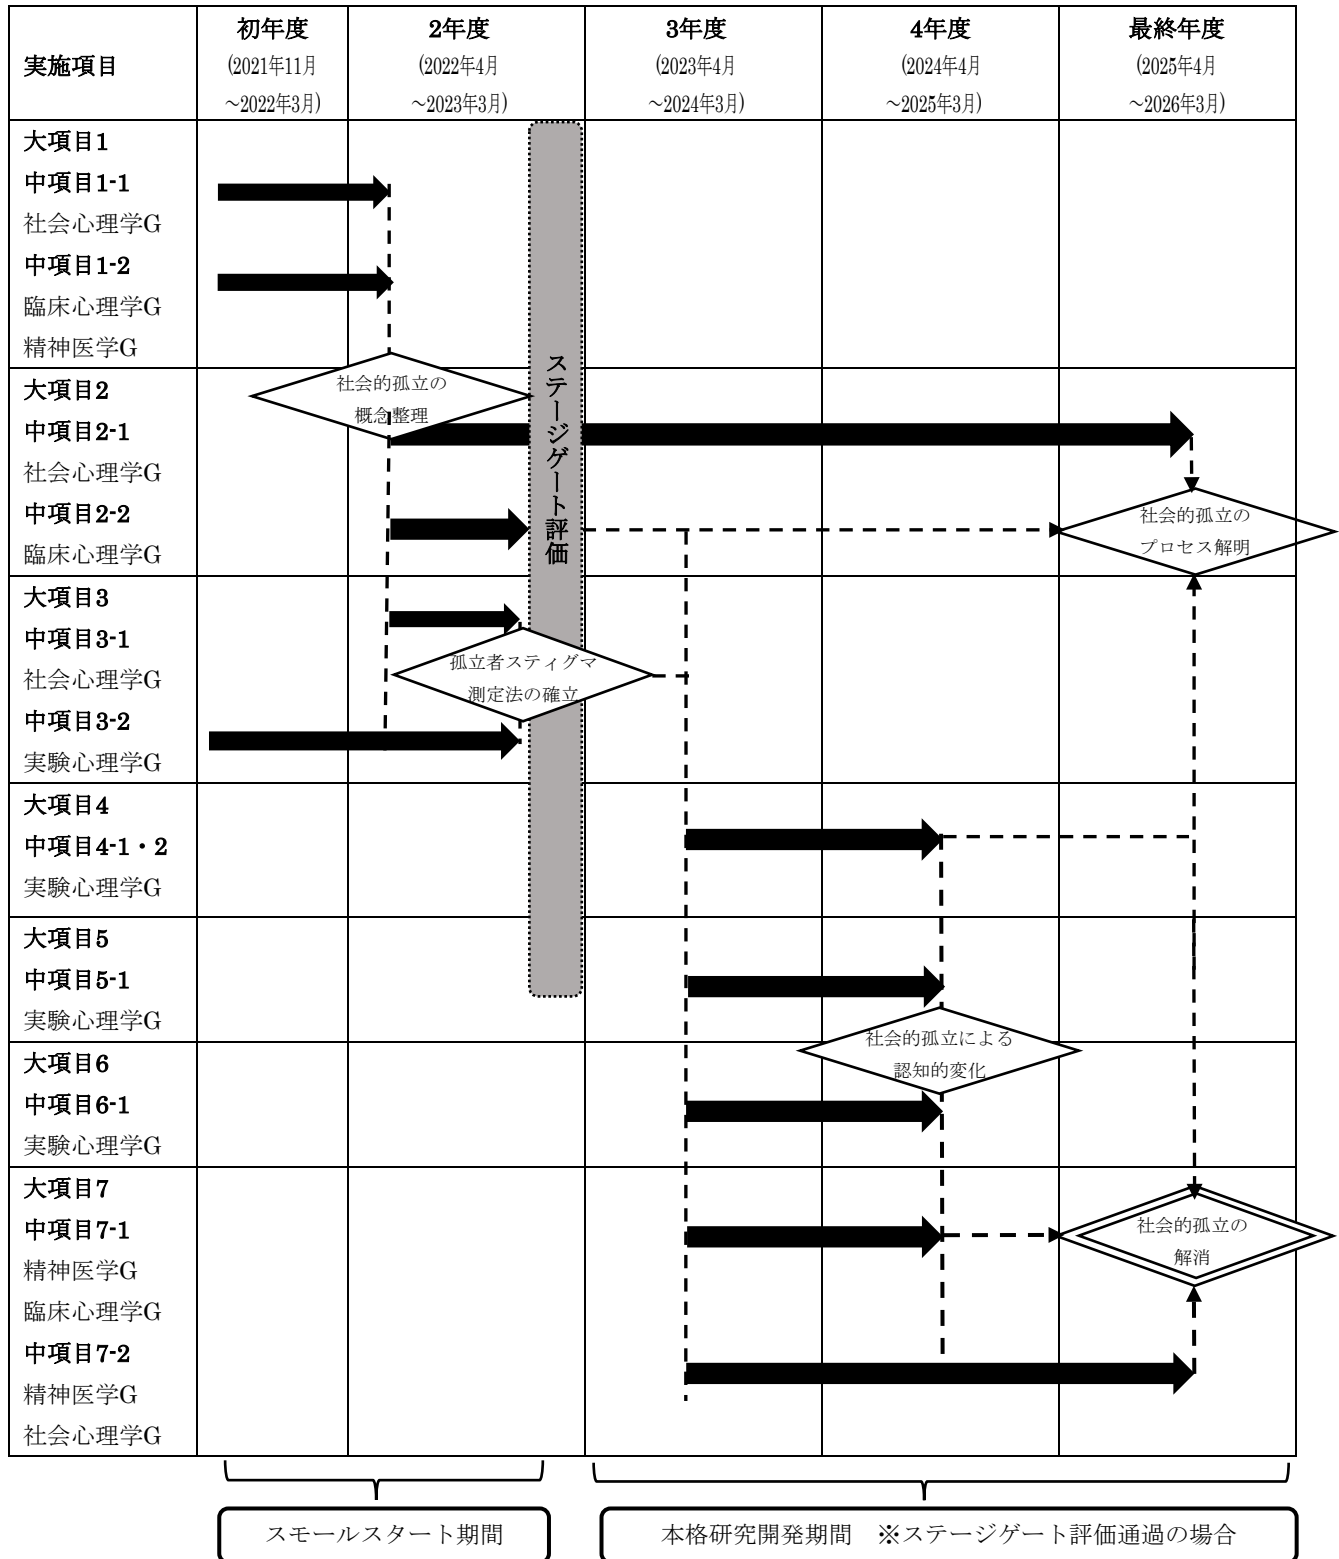 実施項目
初年度
(2021年11月
～2022年3月)
2年度
(2022年4月
～2023年3月)
3年度
(2023年4月
～2024年3月)
4年度
(2024年4月
～2025年3月)
最終年度
(2025年4月
～2026年3月)
大項目1
中項目1-1
社会心理学G
中項目1-2
臨床心理学G
精神医学G
社会的孤立の
概念整理
ステージゲート評価
大項目2
中項目2-1
社会心理学G
中項目2-2
臨床心理学G
社会的孤立の
プロセス解明
大項目3
中項目3-1
社会心理学G
中項目3-2
実験心理学G
孤立者スティグマ
測定法の確立
大項目4
中項目4-1・2
実験心理学G
大項目5
中項目5-1
実験心理学G
社会的孤立による
認知的変化
大項目6
中項目6-1
実験心理学G
大項目7
中項目7-1
精神医学G
臨床心理学G
中項目7-2
精神医学G
社会心理学G
社会的孤立の
解消
スモールスタート期間
本格研究開発期間　※ステージゲート評価通過の場合